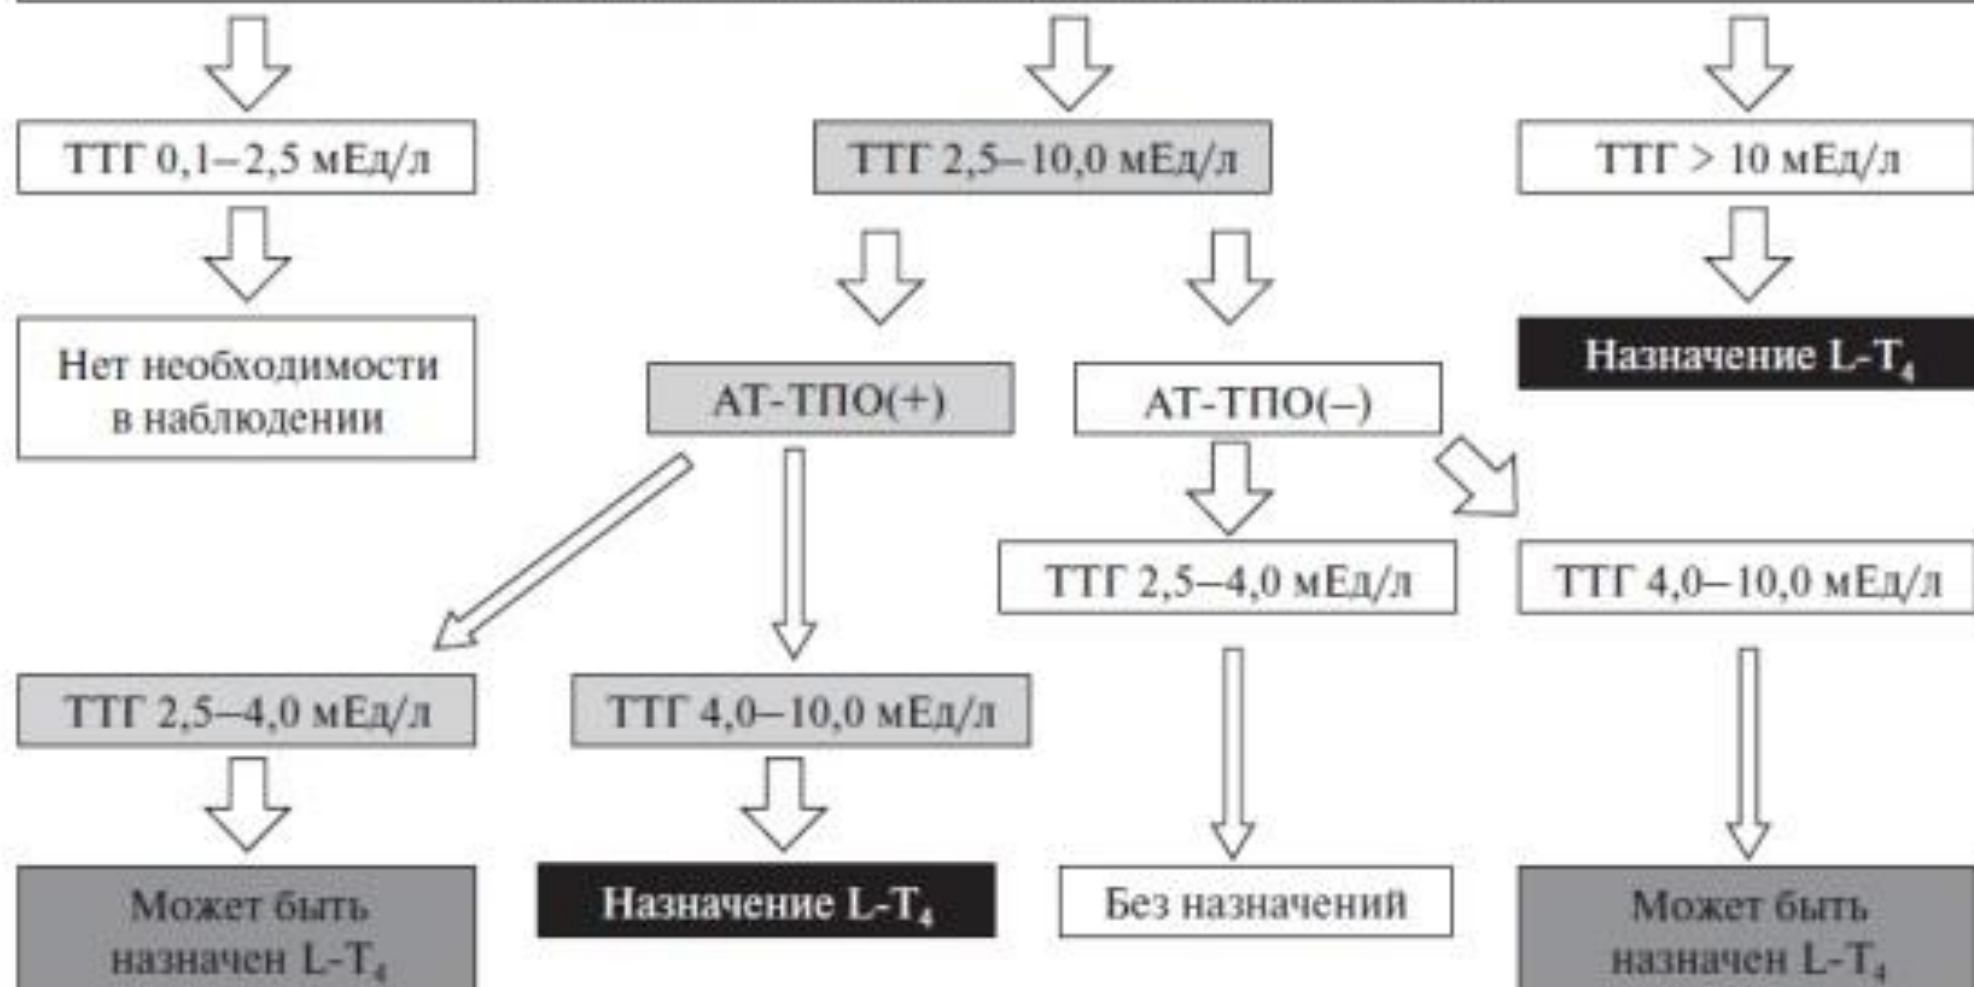 ТТГ 0,1–2,5 мЕд/л
ТТГ 2,5–10,0 мЕд/л
ТТГ > 10 мЕд/л
Нет необходимости
в наблюдении
Назначение L-T₄
АТ-ТПО(+)
АТ-ТПО(–)
ТТГ 2,5–4,0 мЕд/л
ТТГ 4,0–10,0 мЕд/л
ТТГ 2,5–4,0 мЕд/л
ТТГ 4,0–10,0 мЕд/л
Может быть
назначен L-T₄
Назначение L-T₄
Без назначений
Может быть
назначен L-T₄